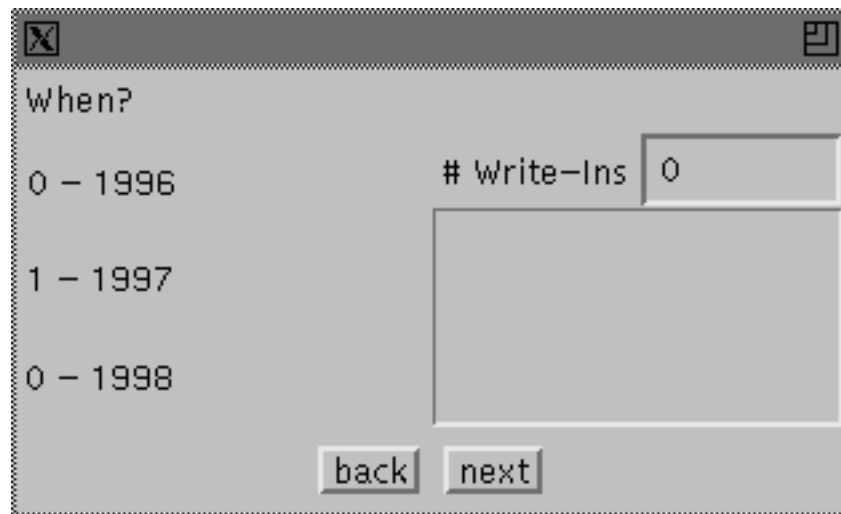 When?
0 – 1996
# Write–Ins 0
1 – 1997
0 – 1998
back next